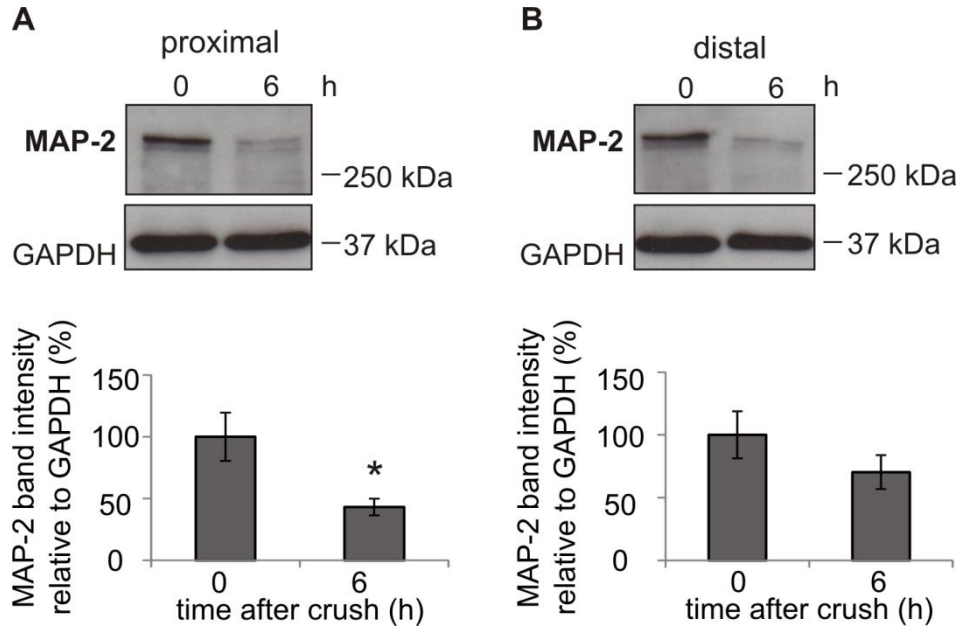 A
proximal
0 6 h
MAP-2
250 kDa
GAPDH
37 kDa
MAP-2 band intensity
relative to GAPDH (%)
150
100
50
0
*
0 6
time after crush (h)
B
distal
0 6 h
MAP-2
250 kDa
GAPDH
37 kDa
MAP-2 band intensity
relative to GAPDH (%)
150
100
50
0
0 6
time after crush (h)